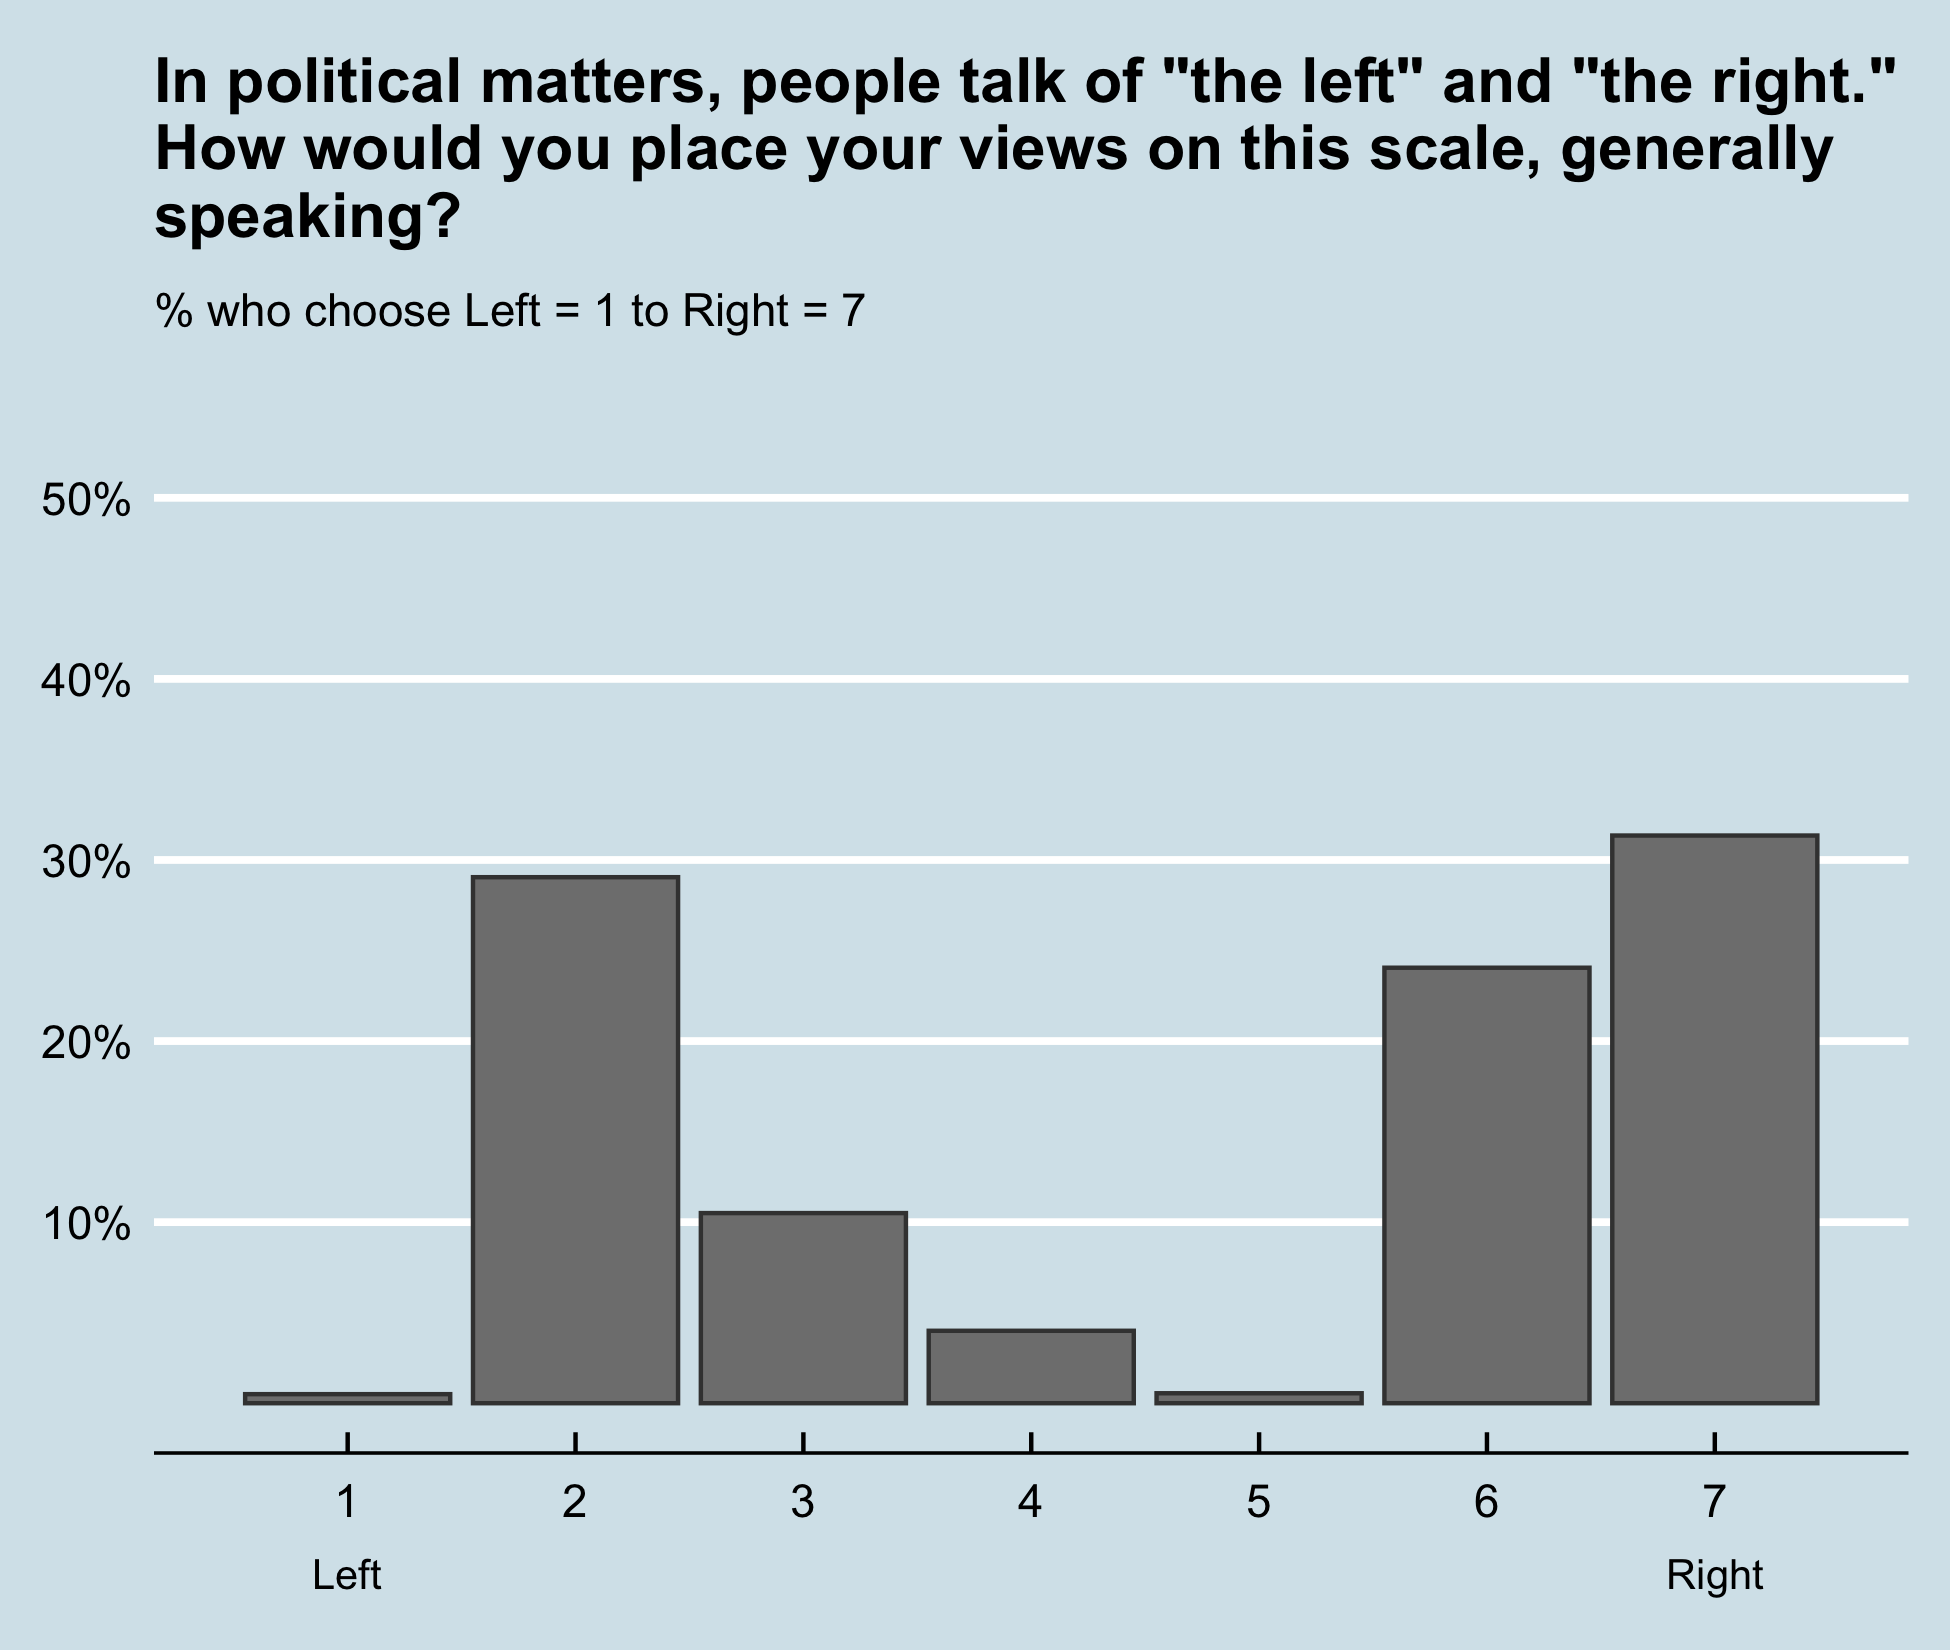 In political matters, people talk of "the left" and "the right."
How would you place your views on this scale, generally
speaking?
% who choose Left = 1 to Right = 7
50%
40%
30%
20%
10%
1 2 3 4 5 6 7
Left Right